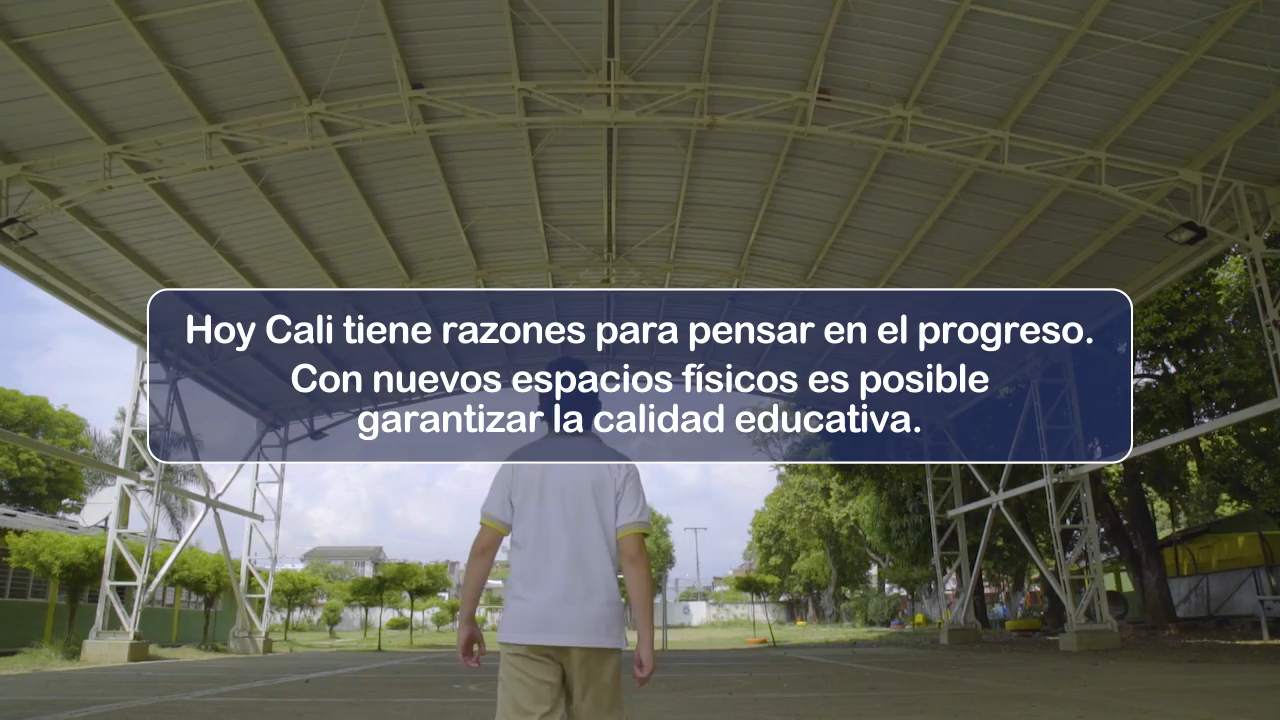 Hoy Cali tiene razones para pensar en el progreso.
Con nuevos espacios físicos es posible
garantizar la calidad educativa.